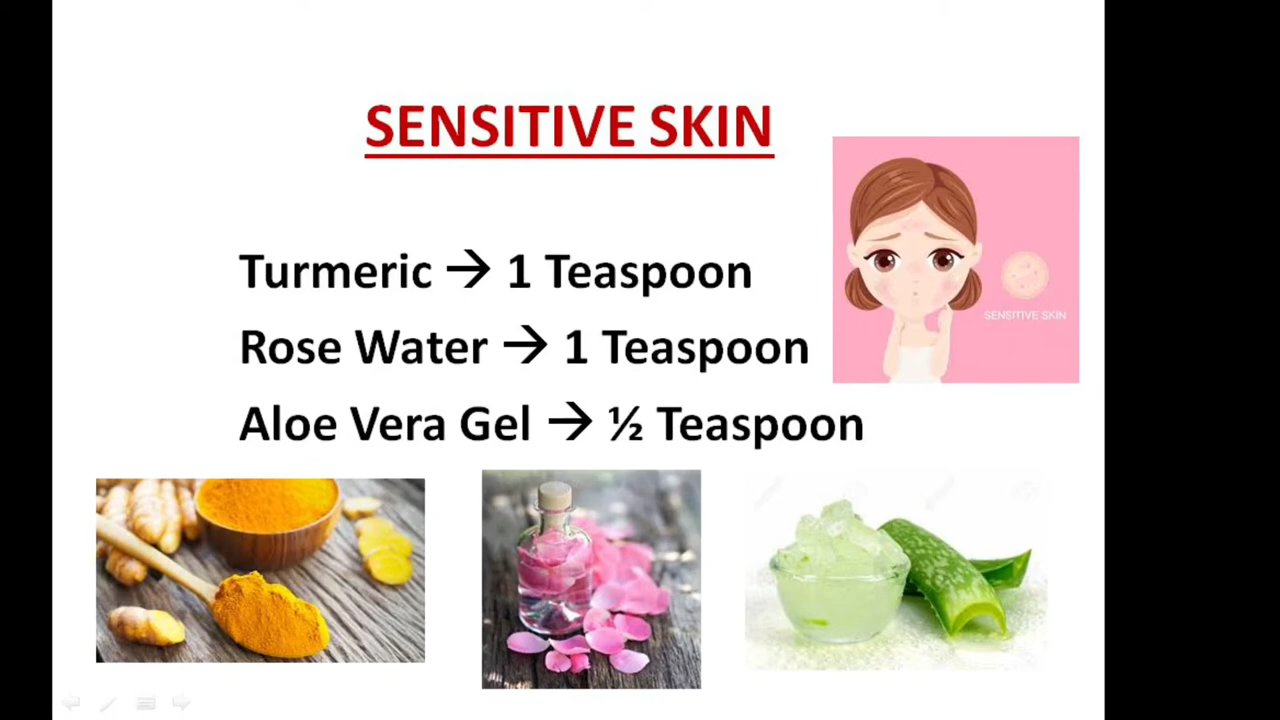 SENSITIVE SKIN
Turmeric → 1 Teaspoon
SENSITIVE SKIN
Rose Water → 1 Teaspoon
Aloe Vera Gel → ½ Teaspoon